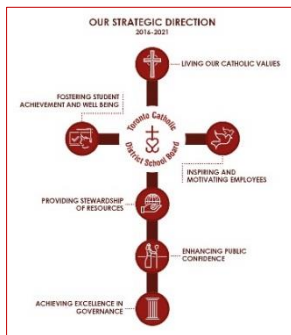 OUR STRATEGIC DIRECTION
2016-2021
LIVING OUR CATHOLIC VALUES
FOSTERING STUDENT
ACHIEVEMENT AND WELL BEING
Toronto Catholic
District School Board
INSPIRING AND
MOTIVATING EMPLOYEES
PROVIDING STEWARDSHIP
OF RESOURCES
ENHANCING PUBLIC
CONFIDENCE
ACHIEVING EXCELLENCE IN
GOVERNANCE